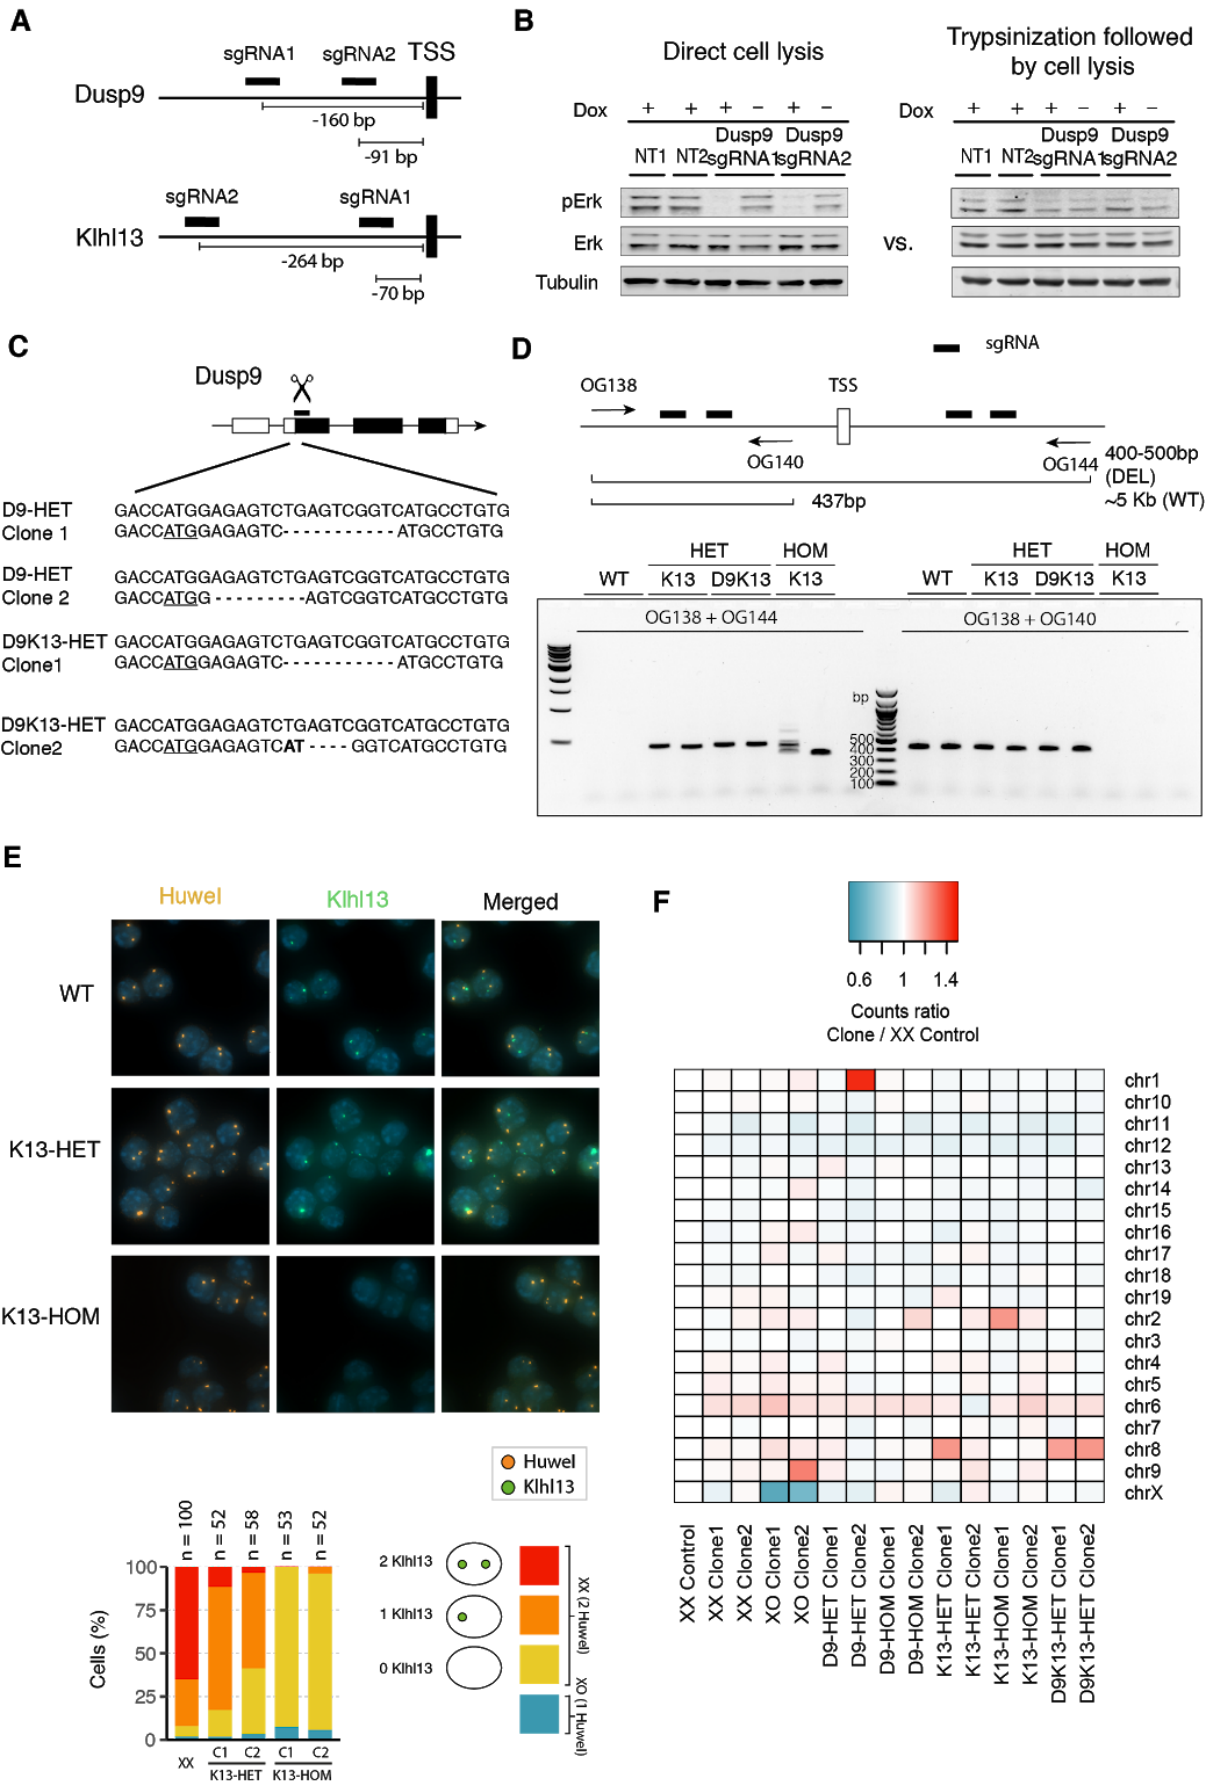 A
sgRNA1 sgRNA2 TSS
Dusp9
-160 bp
-91 bp
sgRNA2 sgRNA1
Klhl13
-264 bp
-70 bp
B
Direct cell lysis
Trypsinization followed
by cell lysis
Dox + + + − + −
Dusp9 Dusp9
NT1 NT2 sgRNA1 sgRNA2
pErk
Erk
Tubulin
vs.
Dox + + + − + −
Dusp9 Dusp9
NT1 NT2 sgRNA1 sgRNA2
C
Dusp9
D9-HET GACCATGGAGAGTCTGAGTCGGTCATGCCTGTG
Clone 1 GACCATGGAGAGTC-----------ATGCCTGTG
D9-HET GACCATGGAGAGTCTGAGTCGGTCATGCCTGTG
Clone 2 GACCATGG---------AGTCGGTCATGCCTGTG
D9K13-HET GACCATGGAGAGTCTGAGTCGGTCATGCCTGTG
Clone1 GACCATGGAGAGTC-----------ATGCCTGTG
D9K13-HET GACCATGGAGAGTCTGAGTCGGTCATGCCTGTG
Clone2 GACCATGGAGAGTCAT----GGTCATGCCTGTG
D
sgRNA
OG138
TSS
OG140
OG144
400-500bp
(DEL)
~5 Kb (WT)
437bp
HET HOM
WT K13 D9K13 K13
HET HOM
WT K13 D9K13 K13
OG138 + OG144
OG138 + OG140
bp
500
400
300
200
100
E
Huwel Klhl13 Merged
WT
K13-HET
K13-HOM
Huwel
Klhl13
n = 100
n = 52
n = 58
n = 53
n = 52
100
75
50
25
0
Cells (%)
XX
C1 C2 C1 C2
K13-HET K13-HOM
2 Klhl13
1 Klhl13
0 Klhl13
XX (2 Huwel)
XO (1 Huwel)
F
0.6 1 1.4
Counts ratio
Clone / XX Control
chr1
chr10
chr11
chr12
chr13
chr14
chr15
chr16
chr17
chr18
chr19
chr2
chr3
chr4
chr5
chr6
chr7
chr8
chr9
chrX
XX Control
XX Clone1
XX Clone2
XO Clone1
XO Clone2
D9-HET Clone1
D9-HET Clone2
D9-HOM Clone1
D9-HOM Clone2
K13-HET Clone1
K13-HET Clone2
K13-HOM Clone1
K13-HOM Clone2
D9K13-HET Clone1
D9K13-HET Clone2